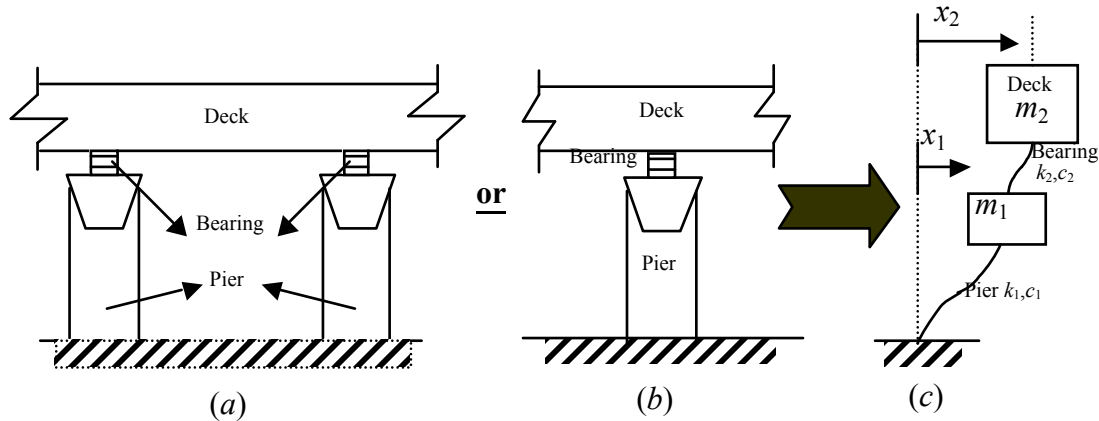 Deck
Bearing
Pier
(a)
or
Deck
Bearing
Pier
(b)
x₂
Deck
m₂
x₁
Bearing
k₂,c₂
m₁
Pier k₁,c₁
(c)